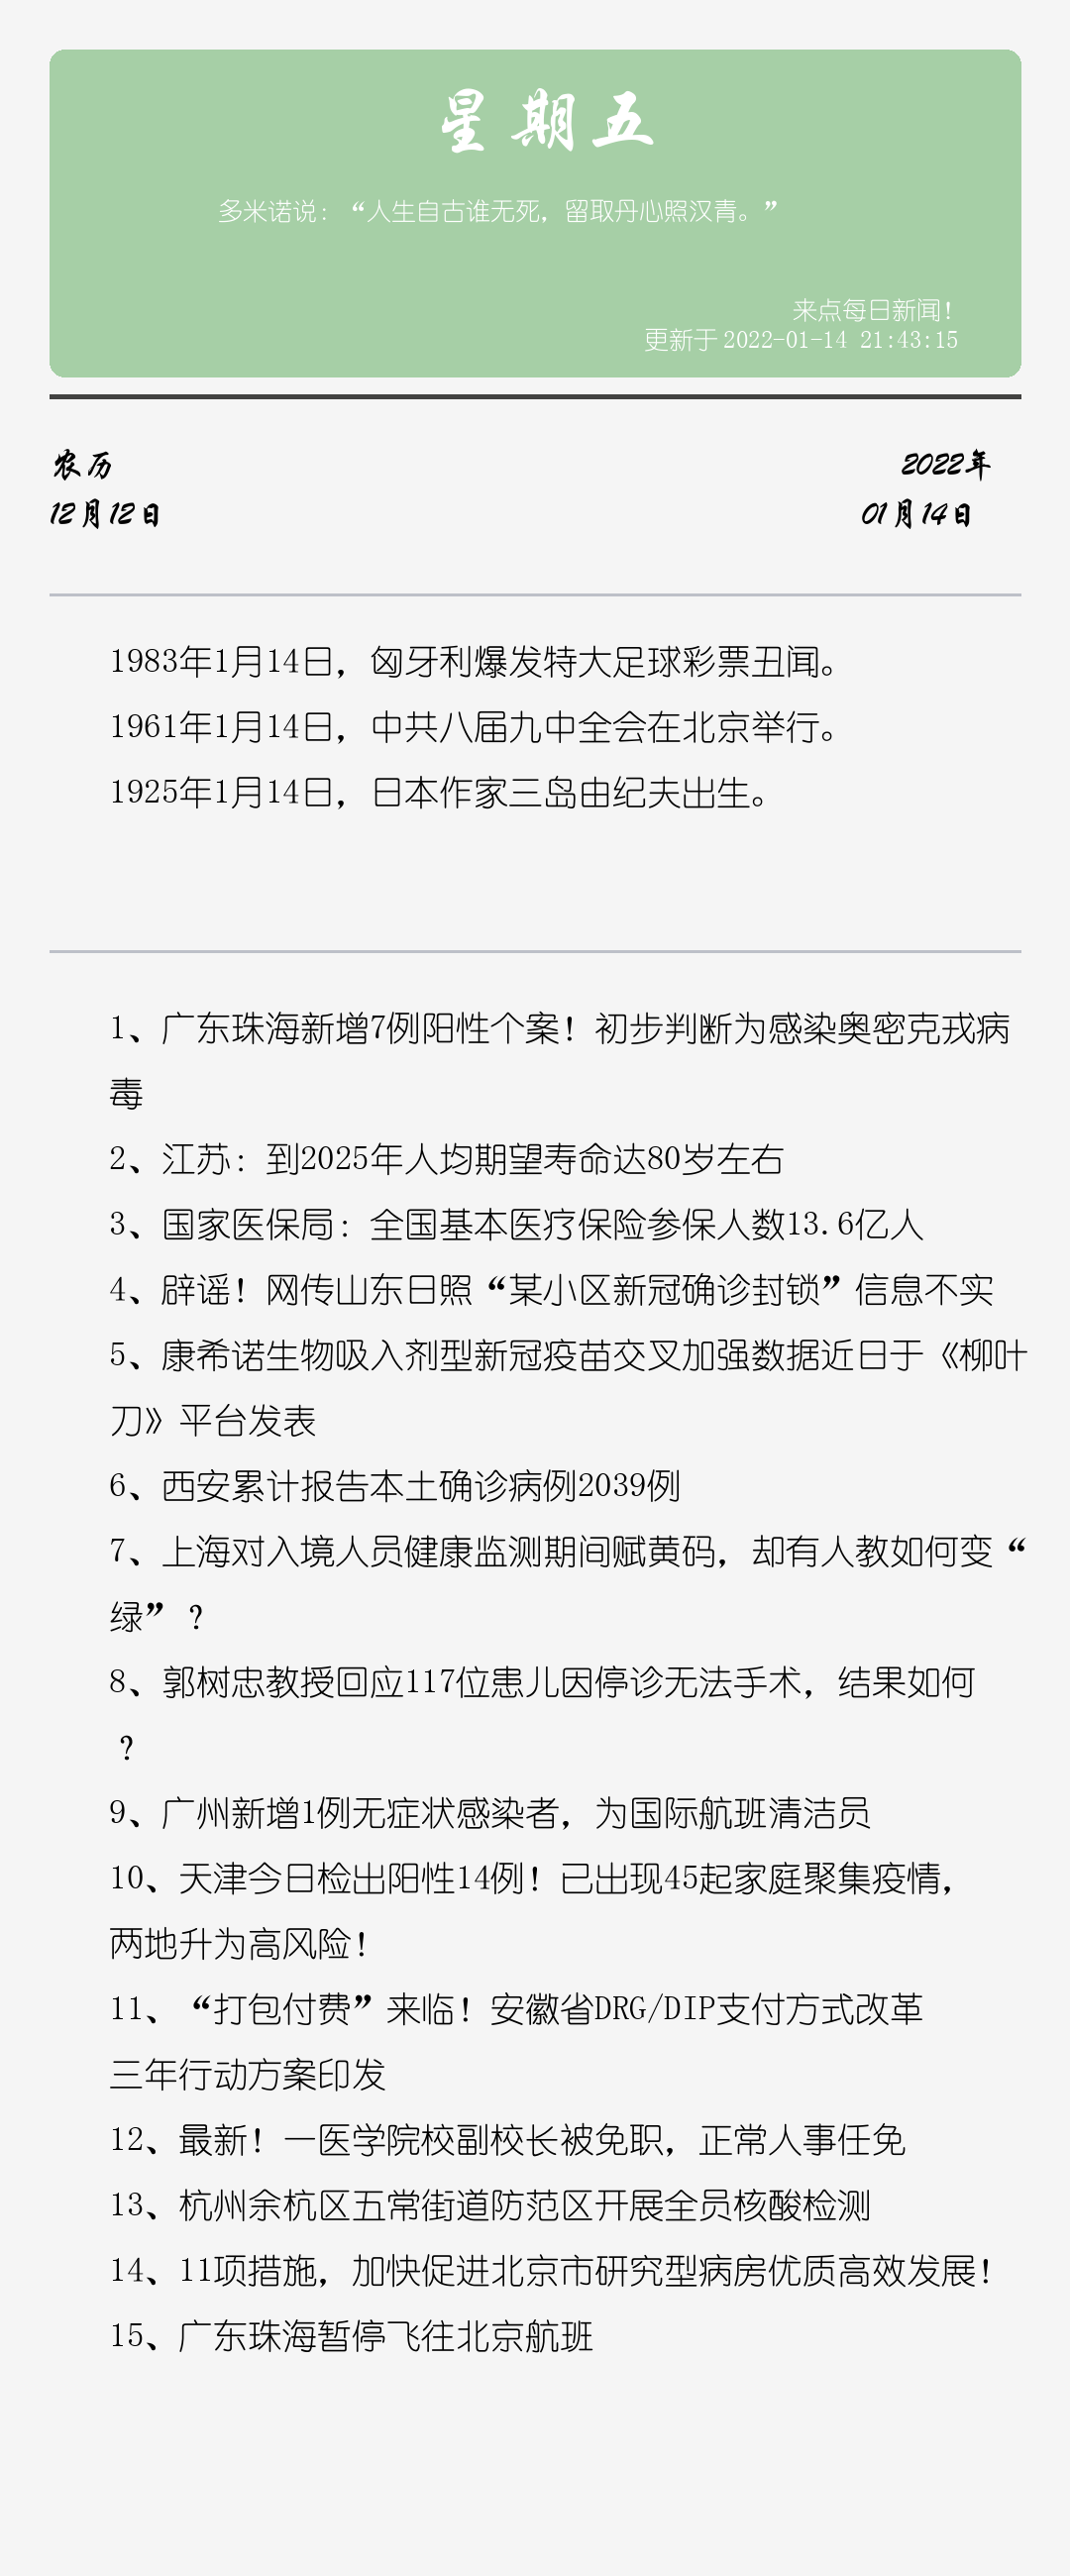 星期五
多米诺说：“人生自古谁无死，留取丹心照汉青。”
来点每日新闻！
更新于 2022-01-14 21:43:15
农历
2022年
12月12日
01月14日
1983年1月14日，匈牙利爆发特大足球彩票丑闻。
1961年1月14日，中共八届九中全会在北京举行。
1925年1月14日，日本作家三岛由纪夫出生。
1、广东珠海新增7例阳性个案！初步判断为感染奥密克戎病
毒
2、江苏：到2025年人均期望寿命达80岁左右
3、国家医保局：全国基本医疗保险参保人数13.6亿人
4、辟谣！网传山东日照“某小区新冠确诊封锁”信息不实
5、康希诺生物吸入剂型新冠疫苗交叉加强数据近日于《柳叶
刀》平台发表
6、西安累计报告本土确诊病例2039例
7、上海对入境人员健康监测期间赋黄码，却有人教如何变“
绿”？
8、郭树忠教授回应117位患儿因停诊无法手术，结果如何
？
9、广州新增1例无症状感染者，为国际航班清洁员
10、天津今日检出阳性14例！已出现45起家庭聚集疫情，
两地升为高风险！
11、“打包付费”来临！安徽省DRG/DIP支付方式改革
三年行动方案印发
12、最新！一医学院校副校长被免职，正常人事任免
13、杭州余杭区五常街道防范区开展全员核酸检测
14、11项措施，加快促进北京市研究型病房优质高效发展！
15、广东珠海暂停飞往北京航班